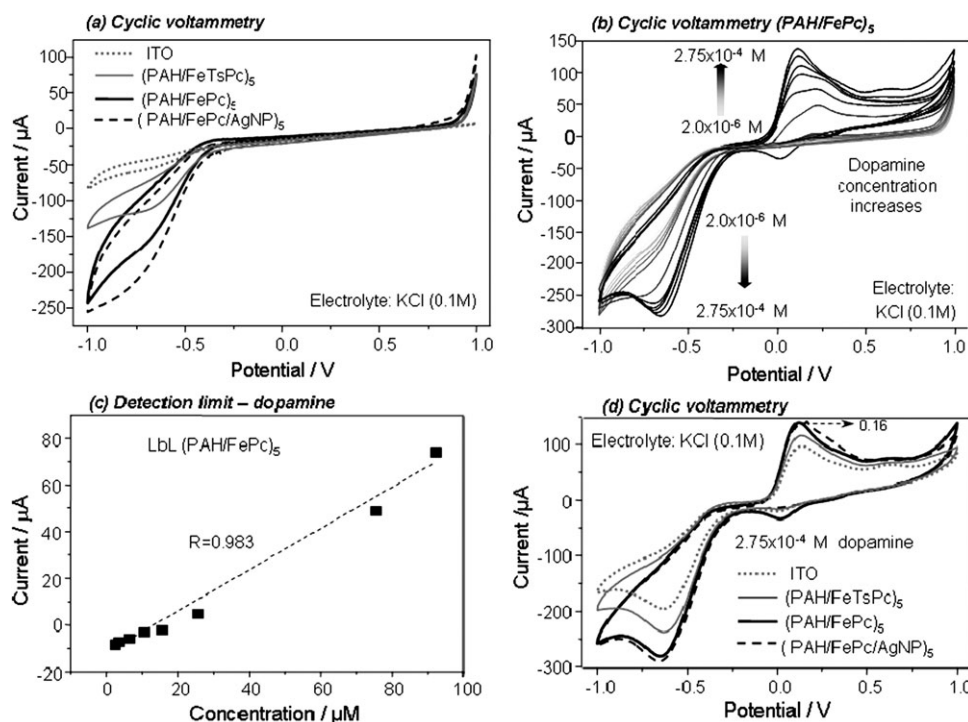 (a) Cyclic voltammetry
150
100
50
0
-50
-100
-150
-200
-250
-300
Current / µA
ITO
(PAH/FeTsPc)5
(PAH/FePc)5
( PAH/FePc/AgNP)5
Electrolyte: KCl (0.1M)
-1.0 -0.5 0.0 0.5 1.0
Potential / V
(b) Cyclic voltammetry (PAH/FePc)5
150
100
50
0
-50
-100
-150
-200
-250
-300
Current / µA
2.75x10-4 M
2.0x10-6 M
Dopamine
concentration
increases
2.0x10-6 M
2.75x10-4 M
Electrolyte:
KCl (0.1M)
-1.0 -0.5 0.0 0.5 1.0
Potential / V
(c) Detection limit – dopamine
80
60
40
20
0
-20
Current / µA
LbL (PAH/FePc)5
R=0.983
0 20 40 60 80 100
Concentration / µM
(d) Cyclic voltammetry
100
0
-100
-200
-300
Current / µA
Electrolyte: KCl (0.1M)
0.16
2.75x10-4 M dopamine
ITO
(PAH/FeTsPc)5
(PAH/FePc)5
( PAH/FePc/AgNP)5
-1.0 -0.5 0.0 0.5 1.0
Potential / V